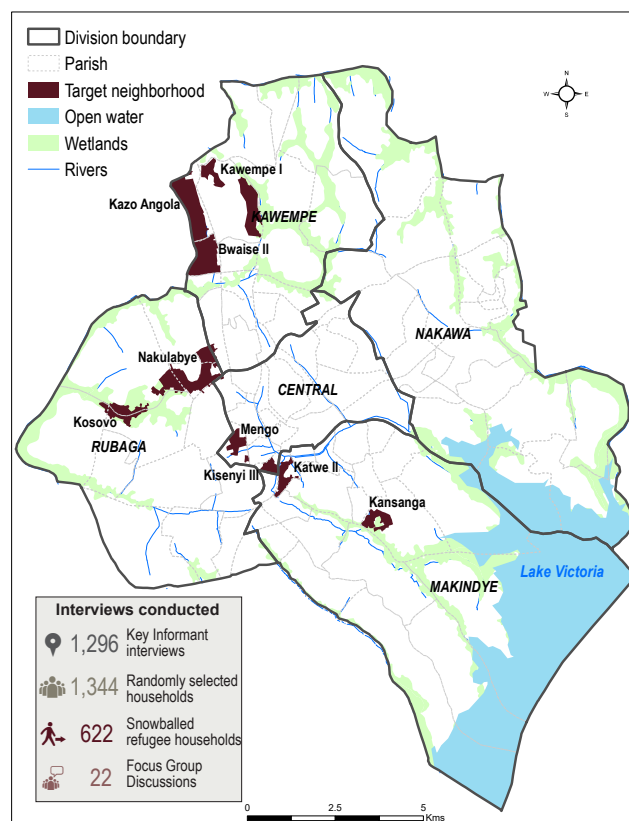 Division boundary
Parish
Target neighborhood
Open water
Wetlands
Rivers
N
W
E
S
Kawempe I
Kazo Angola
KAWEMPE
Bwaise II
NAKAWA
Nakulabye
CENTRAL
Kosovo
Mengo
RUBAGA
Kisenyi III
Katwe II
Kansanga
Lake Victoria
MAKINDYE
Interviews conducted
1,296 Key Informant
interviews
1,344 Randomly selected
households
622 Snowballed
refugee households
22 Focus Group
Discussions
0 2.5 5
Kms